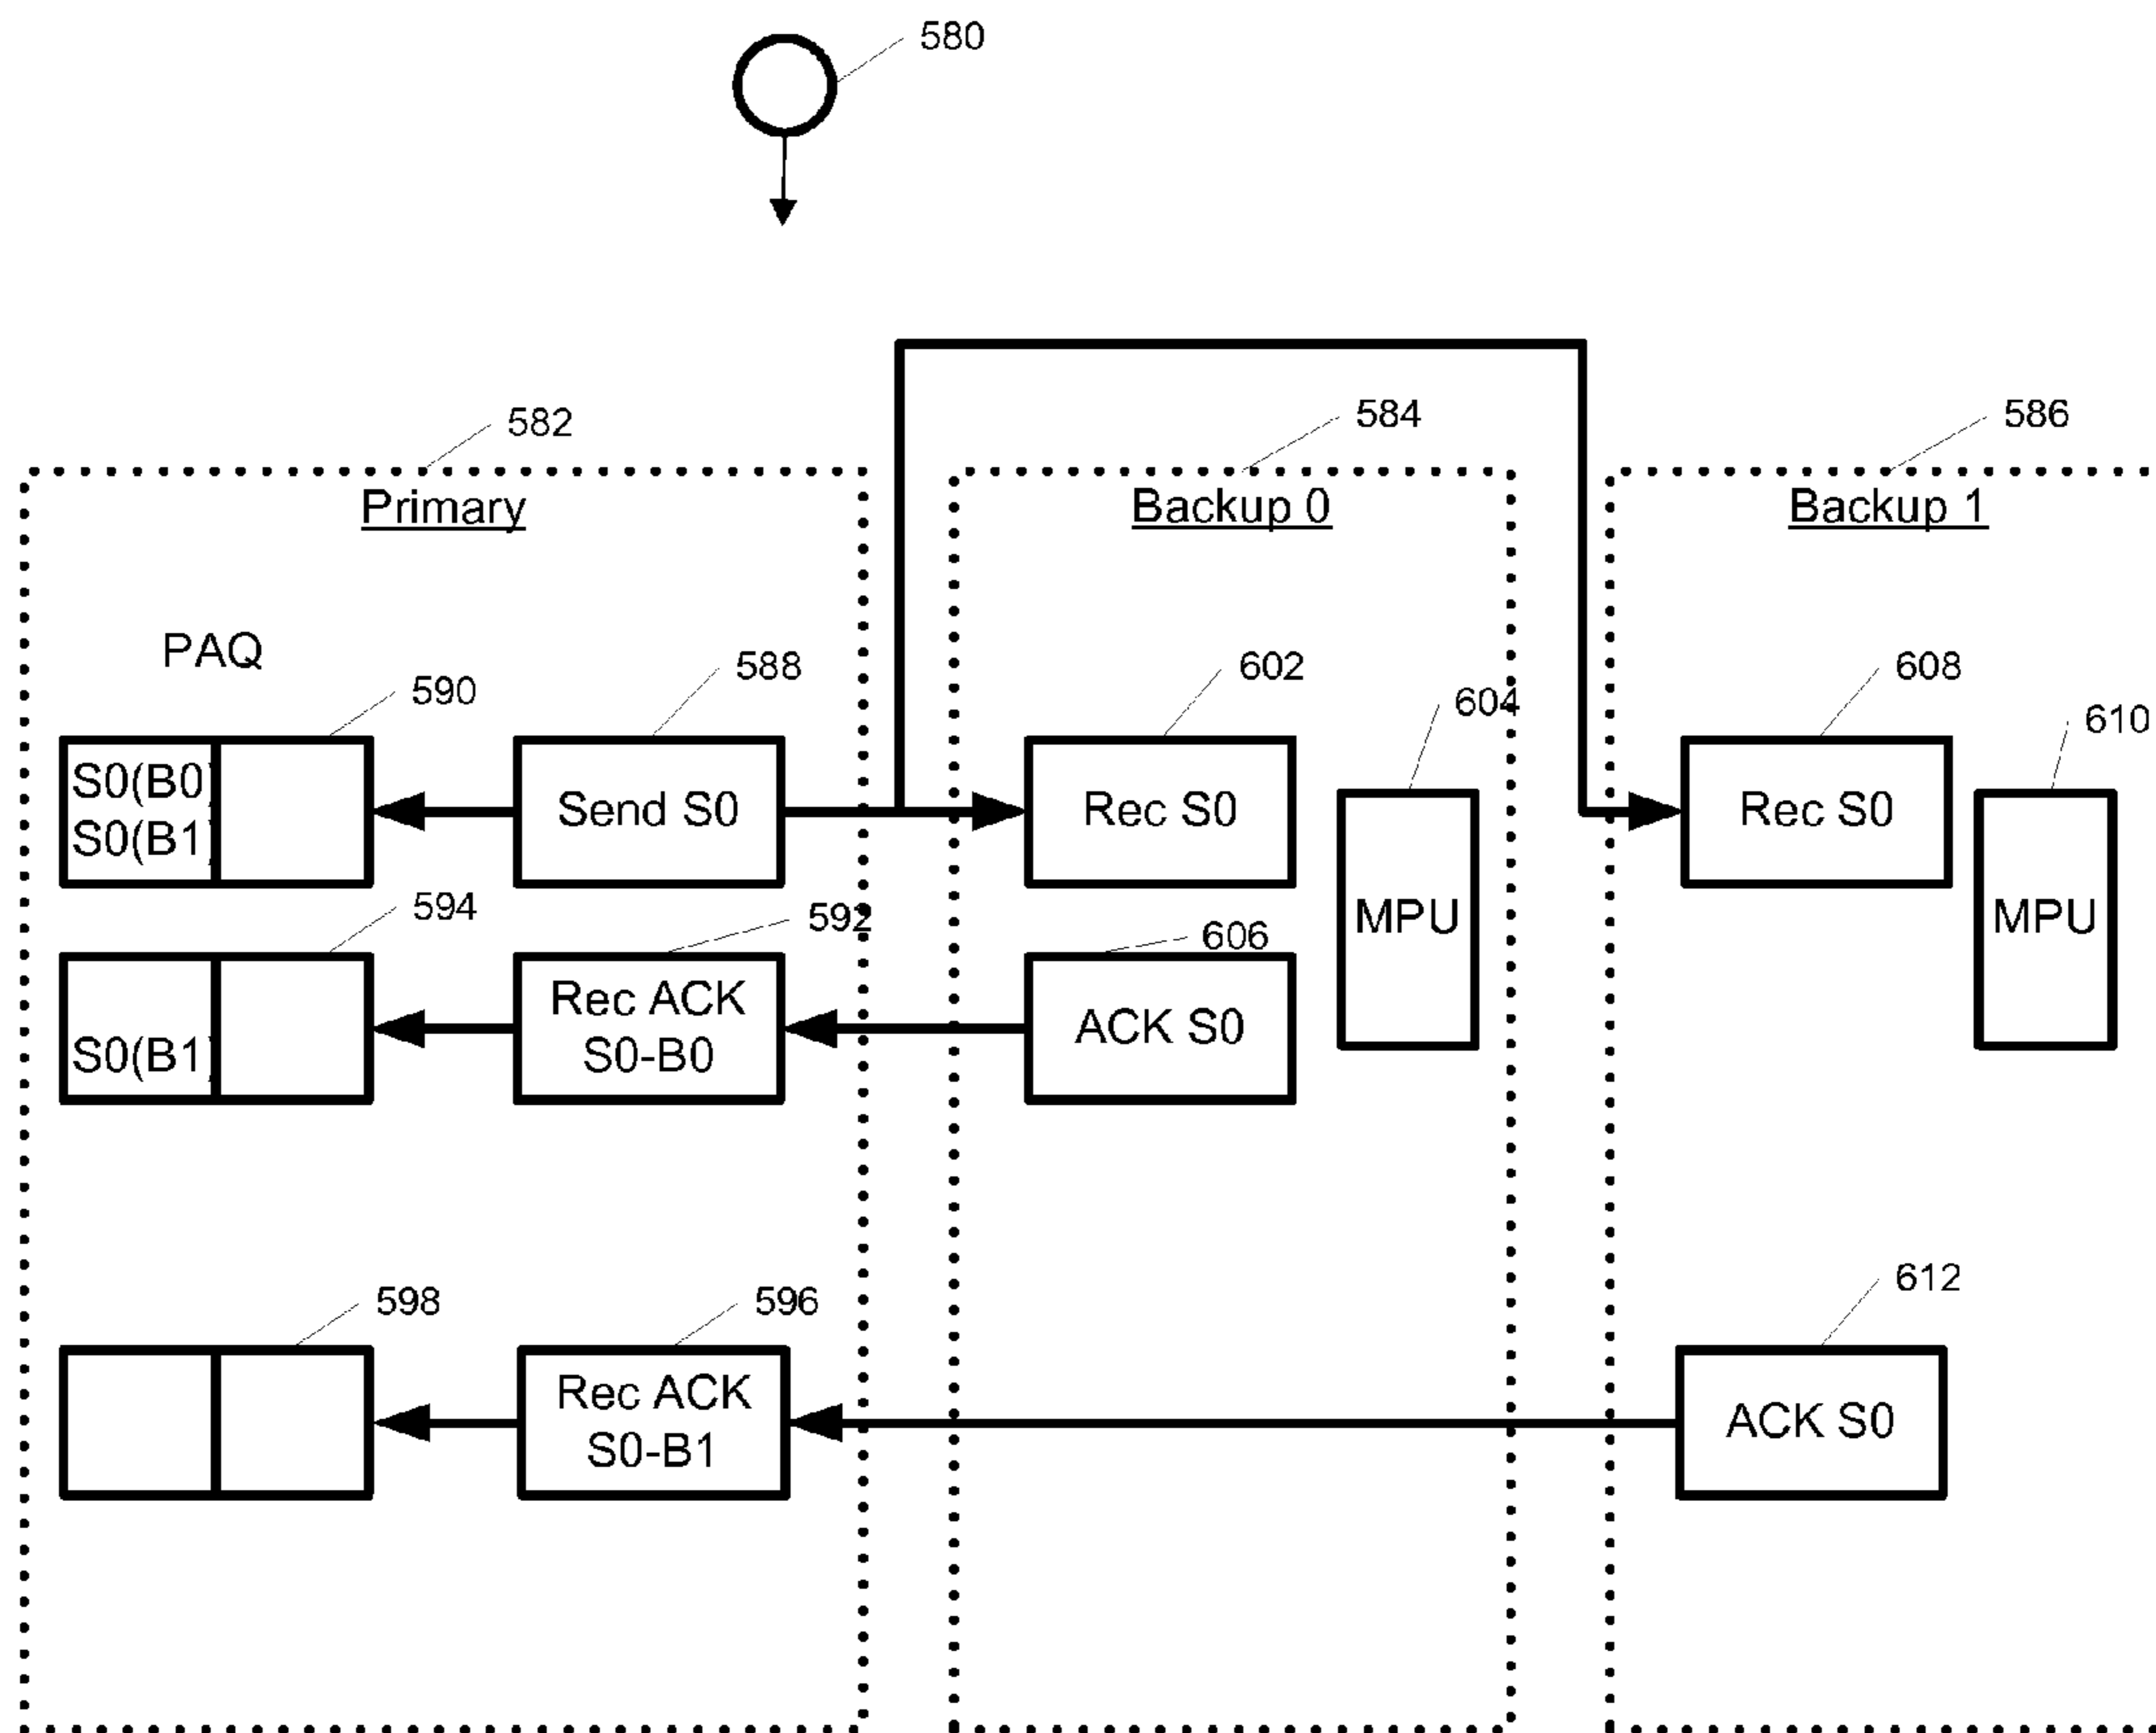 580
582
584
586
Primary
Backup 0
Backup 1
PAQ
590
588
602
604
608
610
S0(B0)
S0(B1)
Send S0
Rec S0
MPU
Rec S0
MPU
594
592
606
S0(B1)
Rec ACK
S0-B0
ACK S0
598
596
612
Rec ACK
S0-B1
ACK S0